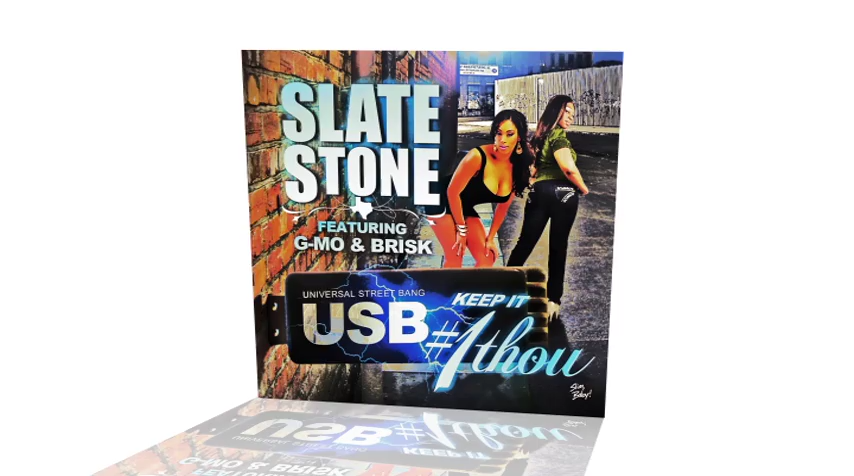 SLATE
STONE
FEATURING
G-MO & BRISK
UNIVERSAL STREET BANG
USB
KEEP IT
#1thou